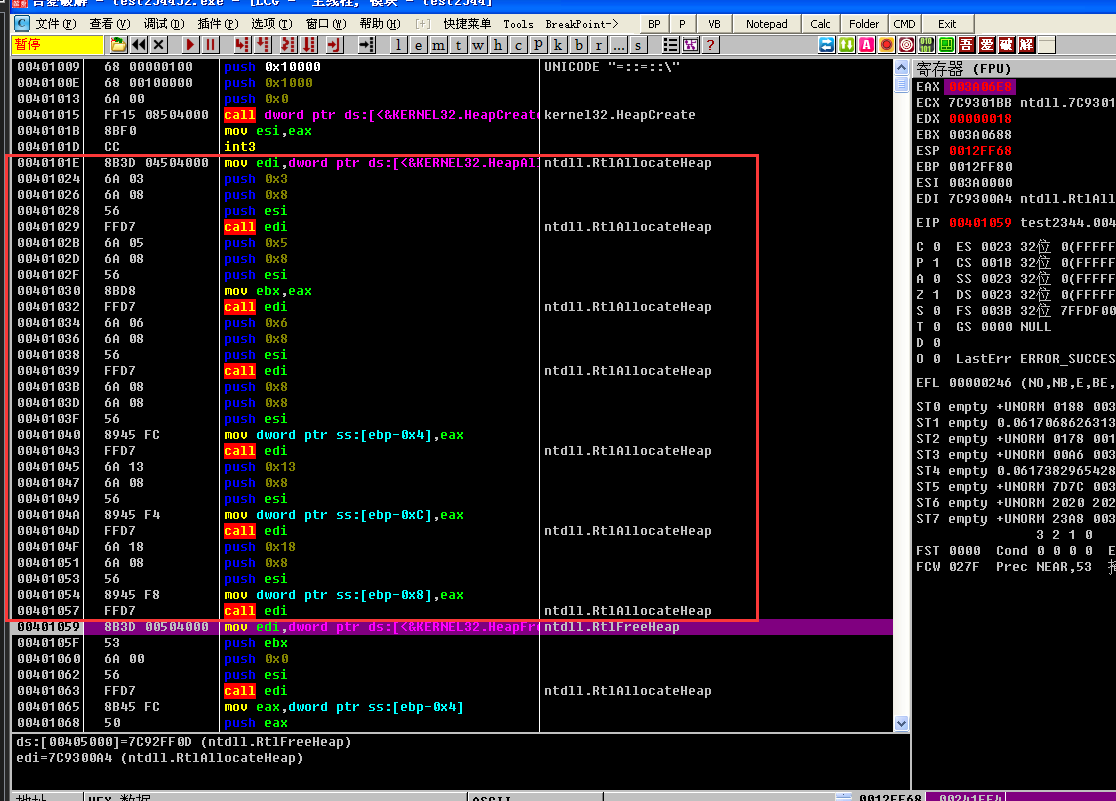 吾爱破解 - test234432.exe - [LCG - 主线程, 模块 - test2344]
文件(F) 查看(V) 调试(D) 插件(P) 选项(T) 窗口(W) 帮助(H) [+] 快捷菜单 Tools BreakPoint-> BP P VB Notepad Calc Folder CMD Exit
暂停 l e m t w h c P k b r ... s ? A 吾 爱 破 解
00401009 68 00000100 push 0x10000 UNICODE "=::=::\"
0040100E 68 00100000 push 0x1000
00401013 6A 00 push 0x0
00401015 FF15 08504000 call dword ptr ds:[<&KERNEL32.HeapCreate kernel32.HeapCreate
0040101B 8BF0 mov esi,eax
0040101D CC int3
0040101E 8B3D 04504000 mov edi,dword ptr ds:[<&KERNEL32.HeapAl ntdll.RtlAllocateHeap
00401024 6A 03 push 0x3
00401026 6A 08 push 0x8
00401028 56 push esi
00401029 FFD7 call edi ntdll.RtlAllocateHeap
0040102B 6A 05 push 0x5
0040102D 6A 08 push 0x8
0040102F 56 push esi
00401030 8BD8 mov ebx,eax
00401032 FFD7 call edi ntdll.RtlAllocateHeap
00401034 6A 06 push 0x6
00401036 6A 08 push 0x8
00401038 56 push esi
00401039 FFD7 call edi ntdll.RtlAllocateHeap
0040103B 6A 08 push 0x8
0040103D 6A 08 push 0x8
0040103F 56 push esi
00401040 8945 FC mov dword ptr ss:[ebp-0x4],eax
00401043 FFD7 call edi ntdll.RtlAllocateHeap
00401045 6A 13 push 0x13
00401047 6A 08 push 0x8
00401049 56 push esi
0040104A 8945 F4 mov dword ptr ss:[ebp-0xC],eax
0040104D FFD7 call edi ntdll.RtlAllocateHeap
0040104F 6A 18 push 0x18
00401051 6A 08 push 0x8
00401053 56 push esi
00401054 8945 F8 mov dword ptr ss:[ebp-0x8],eax
00401057 FFD7 call edi ntdll.RtlAllocateHeap
00401059 8B3D 00504000 mov edi,dword ptr ds:[<&KERNEL32.HeapFre ntdll.RtlFreeHeap
0040105F 53 push ebx
00401060 6A 00 push 0x0
00401062 56 push esi
00401063 FFD7 call edi ntdll.RtlAllocateHeap
00401065 8B45 FC mov eax,dword ptr ss:[ebp-0x4]
00401068 50 push eax
ds:[00405000]=7C92FF0D (ntdll.RtlFreeHeap)
edi=7C9300A4 (ntdll.RtlAllocateHeap)
地址 HEX 数据 ASCII
寄存器 (FPU)
EAX 003A06E8
ECX 7C9301BB ntdll.7C9301
EDX 00000018
EBX 003A0688
ESP 0012FF68
EBP 0012FF80
ESI 003A0000
EDI 7C9300A4 ntdll.RtlAll
EIP 00401059 test2344.004
C 0 ES 0023 32位 0(FFFFF
P 1 CS 001B 32位 0(FFFFF
A 0 SS 0023 32位 0(FFFFF
Z 1 DS 0023 32位 0(FFFFF
S 0 FS 003B 32位 7FFDF00
T 0 GS 0000 NULL
D 0
O 0 LastErr ERROR_SUCCES
EFL 00000246 (NO,NB,E,BE,
ST0 empty +UNORM 0188 003
ST1 empty 0.0617068626313
ST2 empty +UNORM 0178 001
ST3 empty +UNORM 00A6 003
ST4 empty 0.0617382965428
ST5 empty +UNORM 7D7C 003
ST6 empty +UNORM 2020 202
ST7 empty +UNORM 23A8 003
3 2 1 0
FST 0000 Cond 0 0 0 0 E
FCW 027F Prec NEAR,53 掩
0012FF68 00241FE4